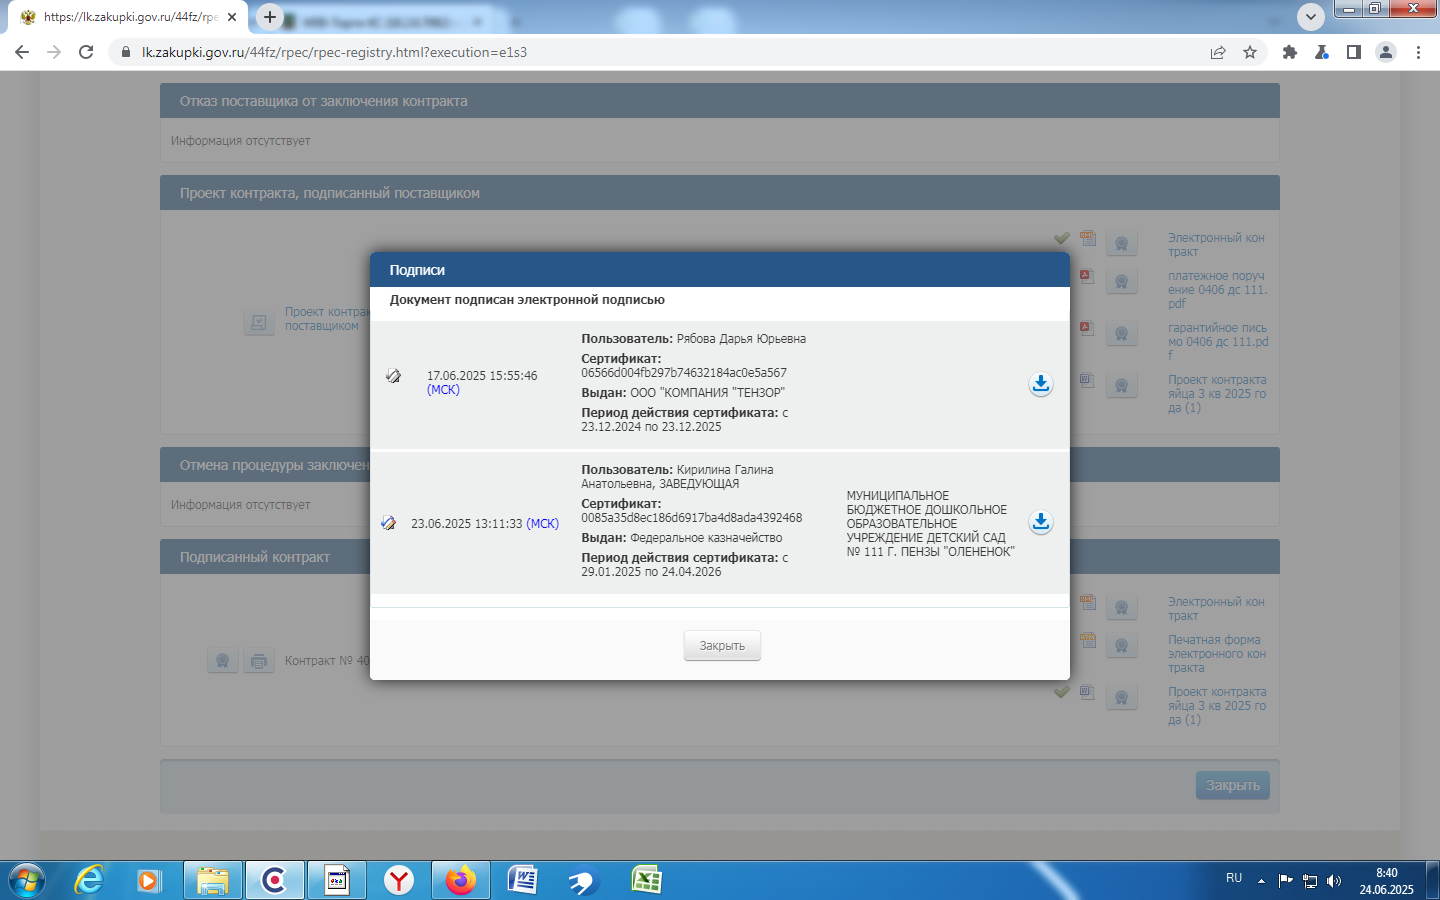 https://lk.zakupki.gov.ru/44fz/rpe
lk.zakupki.gov.ru/44fz/rpec/rpec-registry.html?execution=e1s3
Отказ поставщика от заключения контракта
Информация отсутствует
Проект контракта, подписанный поставщиком
Проект контрак
поставщиком
Электронный кон
тракт
платежное поруч
ение 0406 дс 111.
pdf
гарантийное пись
мо 0406 дс 111.pd
f
Проект контракта
яйца 3 кв 2025 го
да (1)
Подписи
Документ подписан электронной подписью
17.06.2025 15:55:46
(МСК)
Пользователь: Рябова Дарья Юрьевна
Сертификат:
06566d004fb297b74632184ac0e5a567
Выдан: ООО "КОМПАНИЯ "ТЕНЗОР"
Период действия сертификата: с
23.12.2024 по 23.12.2025
23.06.2025 13:11:33 (МСК)
Пользователь: Кирилина Галина
Анатольевна, ЗАВЕДУЮЩАЯ
Сертификат:
0085a35d8ec186d6917ba4d8ada4392468
Выдан: Федеральное казначейство
Период действия сертификата: с
29.01.2025 по 24.04.2026
МУНИЦИПАЛЬНОЕ
БЮДЖЕТНОЕ ДОШКОЛЬНОЕ
ОБРАЗОВАТЕЛЬНОЕ
УЧРЕЖДЕНИЕ ДЕТСКИЙ САД
№ 111 Г. ПЕНЗЫ "ОЛЕНЕНОК"
Закрыть
Отмена процедуры заключен
Информация отсутствует
Подписанный контракт
Контракт № 40
Электронный кон
тракт
Печатная форма
электронного кон
тракта
Проект контракта
яйца 3 кв 2025 го
да (1)
Закрыть
RU
8:40
24.06.2025